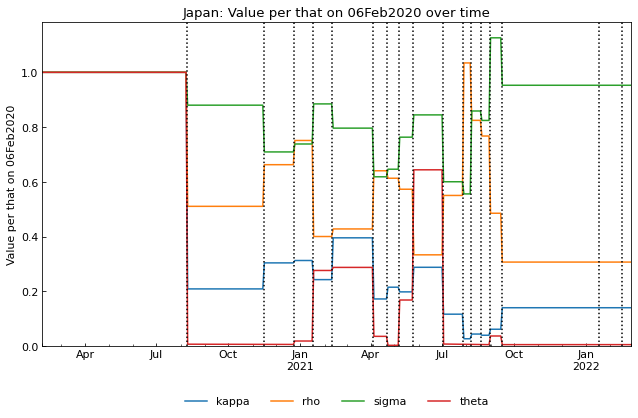 Japan: Value per that on 06Feb2020 over time
Value per that on 06Feb2020
1.0
0.8
0.6
0.4
0.2
0.0
Apr Jul Oct Jan Apr Jul Oct Jan
2021 2022
kappa rho sigma theta